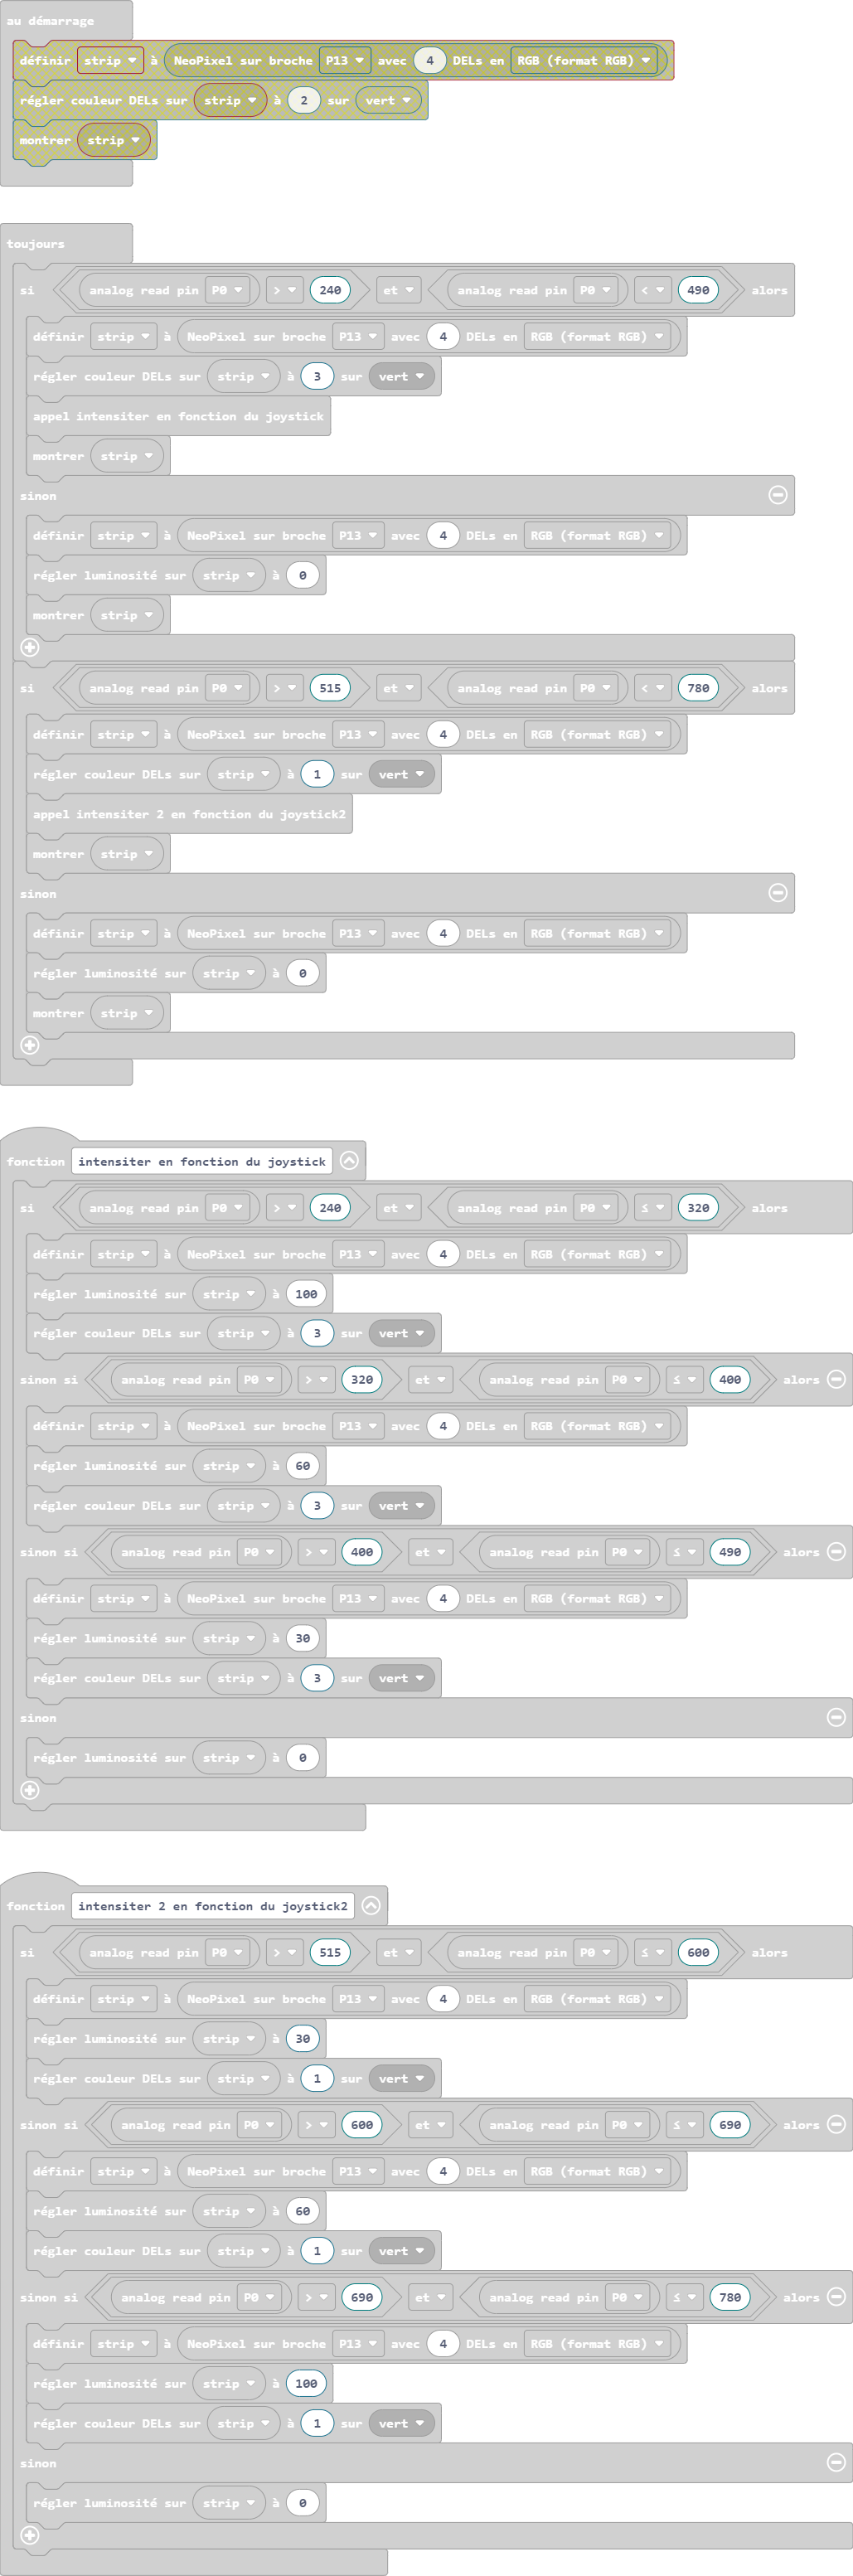 au démarrage
définir strip à NeoPixel sur broche P13 avec 4 DELs en RGB (format RGB)
régler couleur DELs sur strip à 2 sur vert
montrer strip
toujours
si analog read pin P0 > 240 et analog read pin P0 < 490 alors
définir strip à NeoPixel sur broche P13 avec 4 DELs en RGB (format RGB)
régler couleur DELs sur strip à 3 sur vert
appel intensiter en fonction du joystick
montrer strip
sinon
définir strip à NeoPixel sur broche P13 avec 4 DELs en RGB (format RGB)
régler luminosité sur strip à 0
montrer strip
si analog read pin P0 > 515 et analog read pin P0 < 780 alors
définir strip à NeoPixel sur broche P13 avec 4 DELs en RGB (format RGB)
régler couleur DELs sur strip à 1 sur vert
appel intensiter 2 en fonction du joystick2
montrer strip
sinon
définir strip à NeoPixel sur broche P13 avec 4 DELs en RGB (format RGB)
régler luminosité sur strip à 0
montrer strip
fonction intensiter en fonction du joystick
si analog read pin P0 > 240 et analog read pin P0 ≤ 320 alors
définir strip à NeoPixel sur broche P13 avec 4 DELs en RGB (format RGB)
régler luminosité sur strip à 100
régler couleur DELs sur strip à 3 sur vert
sinon si analog read pin P0 > 320 et analog read pin P0 ≤ 400 alors
définir strip à NeoPixel sur broche P13 avec 4 DELs en RGB (format RGB)
régler luminosité sur strip à 60
régler couleur DELs sur strip à 3 sur vert
sinon si analog read pin P0 > 400 et analog read pin P0 ≤ 490 alors
définir strip à NeoPixel sur broche P13 avec 4 DELs en RGB (format RGB)
régler luminosité sur strip à 30
régler couleur DELs sur strip à 3 sur vert
sinon
régler luminosité sur strip à 0
fonction intensiter 2 en fonction du joystick2
si analog read pin P0 > 515 et analog read pin P0 ≤ 600 alors
définir strip à NeoPixel sur broche P13 avec 4 DELs en RGB (format RGB)
régler luminosité sur strip à 30
régler couleur DELs sur strip à 1 sur vert
sinon si analog read pin P0 > 600 et analog read pin P0 ≤ 690 alors
définir strip à NeoPixel sur broche P13 avec 4 DELs en RGB (format RGB)
régler luminosité sur strip à 60
régler couleur DELs sur strip à 1 sur vert
sinon si analog read pin P0 > 690 et analog read pin P0 ≤ 780 alors
définir strip à NeoPixel sur broche P13 avec 4 DELs en RGB (format RGB)
régler luminosité sur strip à 100
régler couleur DELs sur strip à 1 sur vert
sinon
régler luminosité sur strip à 0